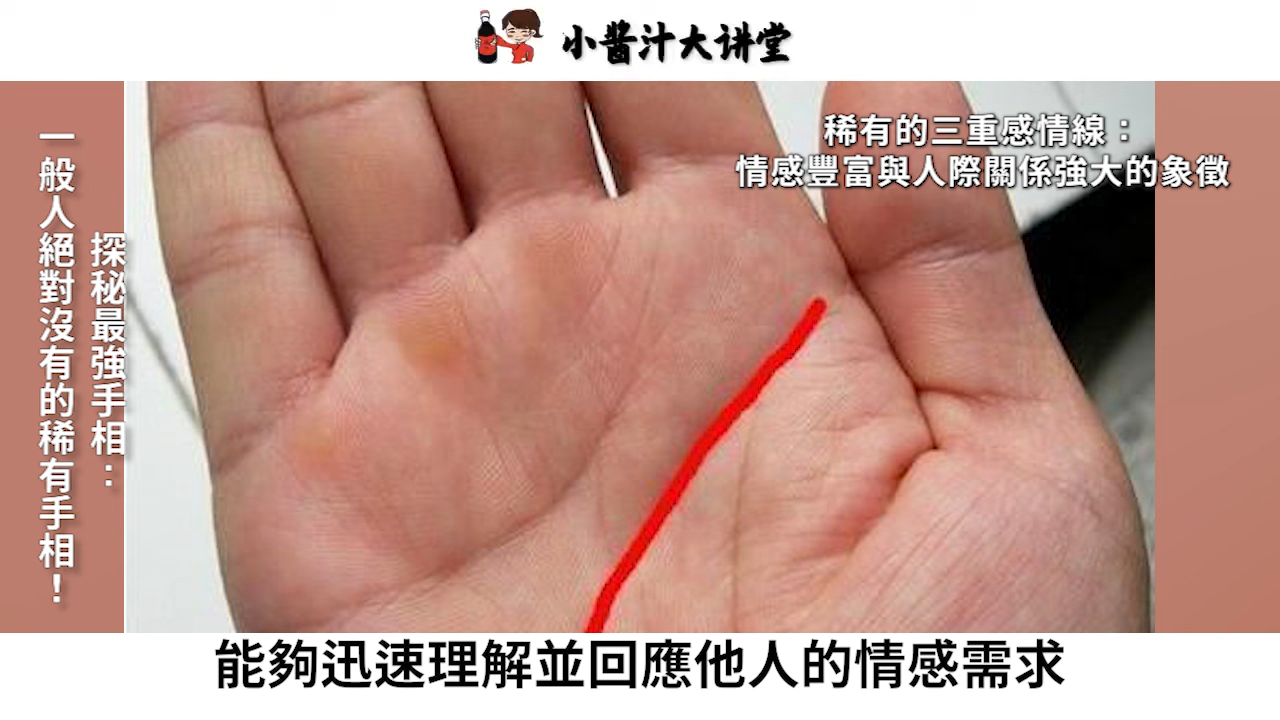 小醬汁大讲堂
稀有的三重感情線：
情感豐富與人際關係強大的象徵
探秘最強手相：
一般人絕對沒有的稀有手相！
能夠迅速理解並回應他人的情感需求